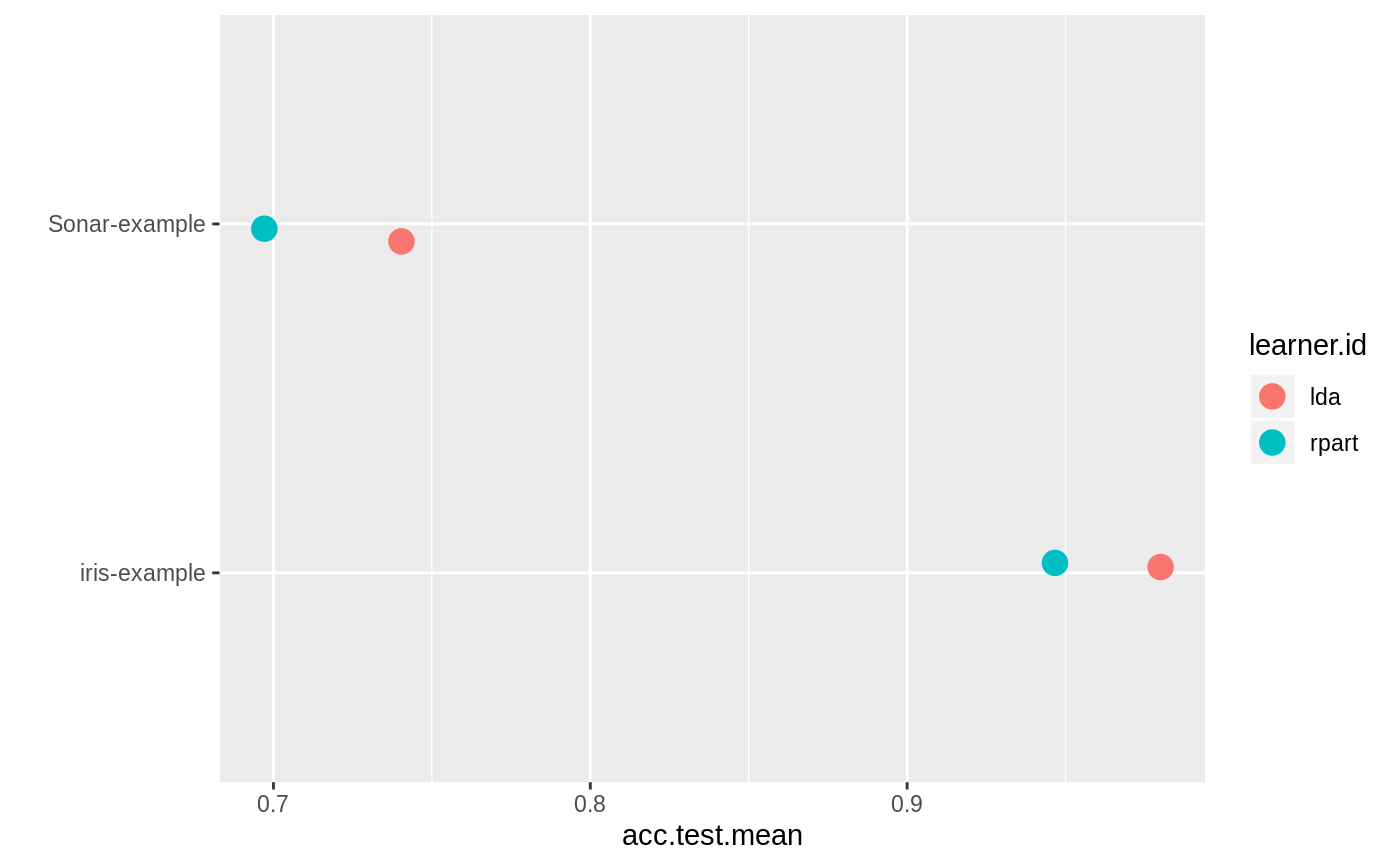 Sonar-example
iris-example
0.7
0.8
0.9
acc.test.mean
learner.id
lda
rpart